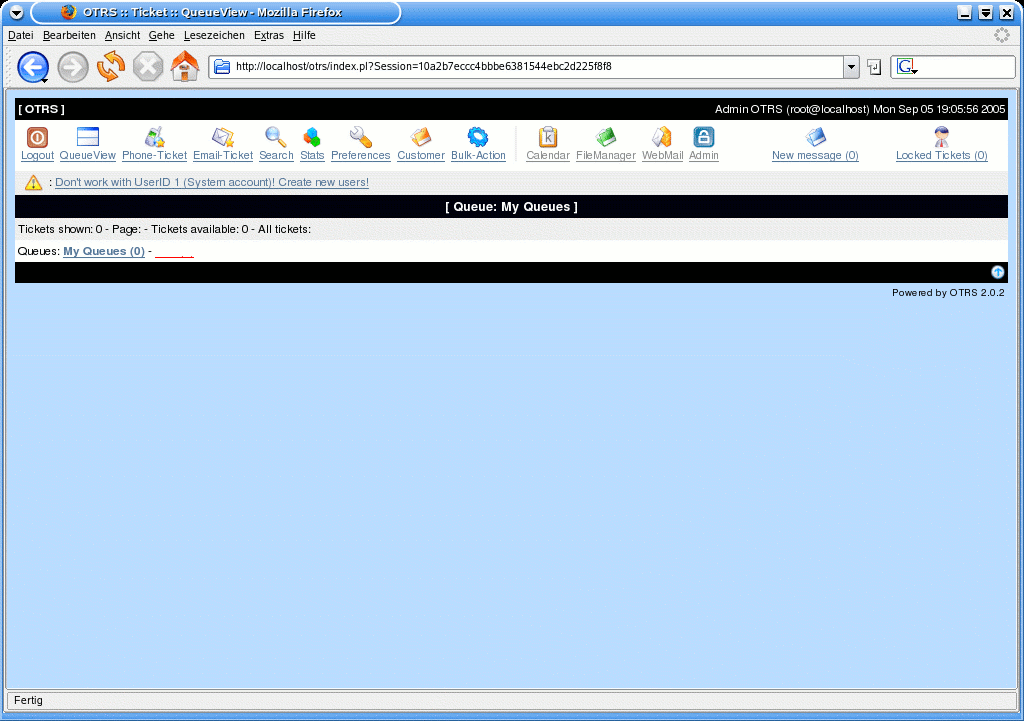 OTRS :: Ticket :: QueueView - Mozilla Firefox
Datei Bearbeiten Ansicht Gehe Lesezeichen Extras Hilfe
http://localhost/otrs/index.pl?Session=10a2b7eccc4bbbe6381544ebc2d225f8f8
G
[ OTRS ] Admin OTRS (root@localhost) Mon Sep 05 19:05:56 2005
Logout QueueView Phone-Ticket Email-Ticket Search Stats Preferences Customer Bulk-Action Calendar FileManager WebMail Admin New message (0) Locked Tickets (0)
: Don't work with UserID 1 (System account)! Create new users!
[ Queue: My Queues ]
Tickets shown: 0 - Page: - Tickets available: 0 - All tickets:
Queues: My Queues (0) -
Powered by OTRS 2.0.2
Fertig